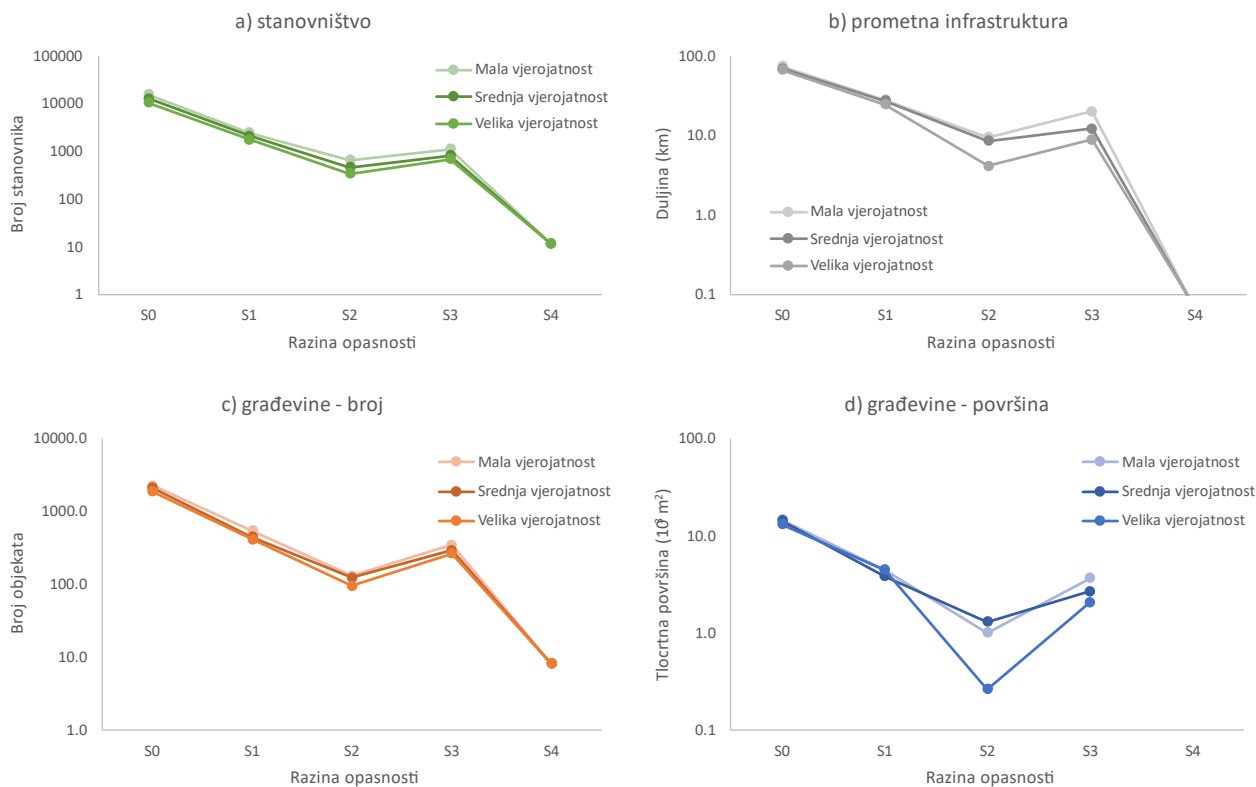 a) stanovništvo
100000
10000
1000
100
10
1
Broj stanovnika
Mala vjerojatnost
Srednja vjerojatnost
Velika vjerojatnost
S0 S1 S2 S3 S4
Razina opasnosti
b) prometna infrastruktura
100.0
10.0
1.0
0.1
Duljina (km)
Mala vjerojatnost
Srednja vjerojatnost
Velika vjerojatnost
S0 S1 S2 S3 S4
Razina opasnosti
c) građevine - broj
10000.0
1000.0
100.0
10.0
1.0
Broj objekata
Mala vjerojatnost
Srednja vjerojatnost
Velika vjerojatnost
S0 S1 S2 S3 S4
Razina opasnosti
d) građevine - površina
100.0
10.0
1.0
0.1
Tlocrtna površina (10⁹ m²)
Mala vjerojatnost
Srednja vjerojatnost
Velika vjerojatnost
S0 S1 S2 S3 S4
Razina opasnosti